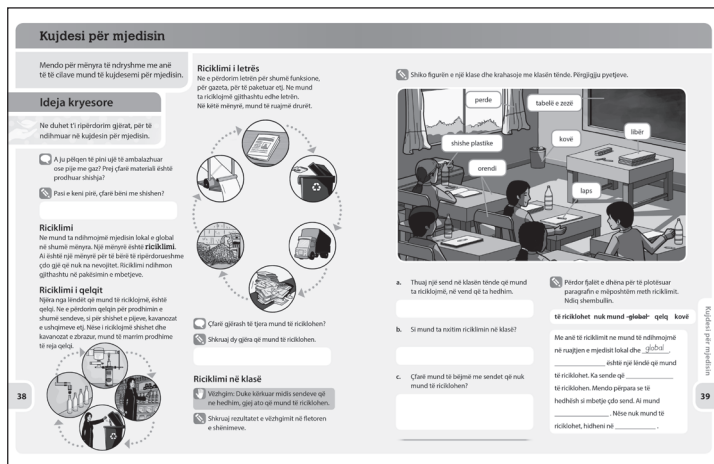 Kujdesi për mjedisin
Mendo për mënyra të ndryshme me anë
të të cilave mund të kujdesemi për mjedisin.
Ideja kryesore
Ne duhet t'i ripërdorim gjërat, për të
ndihmuar në kujdesin për mjedisin.
A ju pëlqen të pini ujë të ambalazhuar
ose pije me gaz? Prej çfarë materiali është
prodhuar shishja?
Pasi e keni pirë, çfarë bëni me shishen?
Riciklimi
Ne mund ta ndihmojmë mjedisin lokal e global
në shumë mënyra. Një mënyrë është riciklimi.
Ai është një mënyrë për të bërë të ripërdorueshme
çdo gjë që nuk na nevojitet. Riciklimi ndihmon
gjithashtu në pakësimin e mbetjeve.
Riciklimi i qelqit
Njëra nga lëndët që mund të riciklojmë, është
qelqi. Ne e përdorim qelqin për prodhimin e
shumë sendeve, si për shishet e pijeve, kavanozat
e ushqimeve etj. Nëse i riciklojmë shishet dhe
kavanozat e zbrazur, mund të marrim prodhime
të reja qelqi.
38
Riciklimi i letrës
Ne e përdorim letrën për shumë funksione,
për gazeta, për të paketuar etj. Ne mund
ta riciklojmë gjithashtu edhe letrën.
Në këtë mënyrë, mund të ruajmë drurët.
Çfarë gjërash të tjera mund të riciklohen?
Shkruaj dy gjëra që mund të riciklohen.
Riciklimi në klasë
Vëzhgim: Duke kërkuar midis sendeve që
ne hedhim, gjej ato që mund të riciklohen.
Shkruaj rezultatet e vëzhgimit në fletoren
e shënimeve.
Shiko figurën e një klase dhe krahasoje me klasën tënde. Përgjigju pyetjeve.
perde
tabelë e zezë
kovë
libër
shishe plastike
orendi
laps
a. Thuaj një send në klasën tënde që mund
ta riciklojmë, në vend që ta hedhim.
b. Si mund ta nxitim riciklimin në klasë?
c. Çfarë mund të bëjmë me sendet që nuk
mund të riciklohen?
Përdor fjalët e dhëna për të plotësuar
paragrafin e mëposhtëm rreth riciklimit.
Ndiq shembullin.
të riciklohet nuk mund global qelq kovë
Me anë të riciklimit ne mund të ndihmojmë
në ruajtjen e mjedisit lokal dhe global.
____________ është një lëndë që mund
të riciklohet. Ka sende që ____________
të riciklohen. Mendo përpara se të
hedhësh si mbetje çdo send. Ai mund
____________. Nëse nuk mund të
riciklohet, hidheni në ____________.
Kujdesi për mjedisin
39